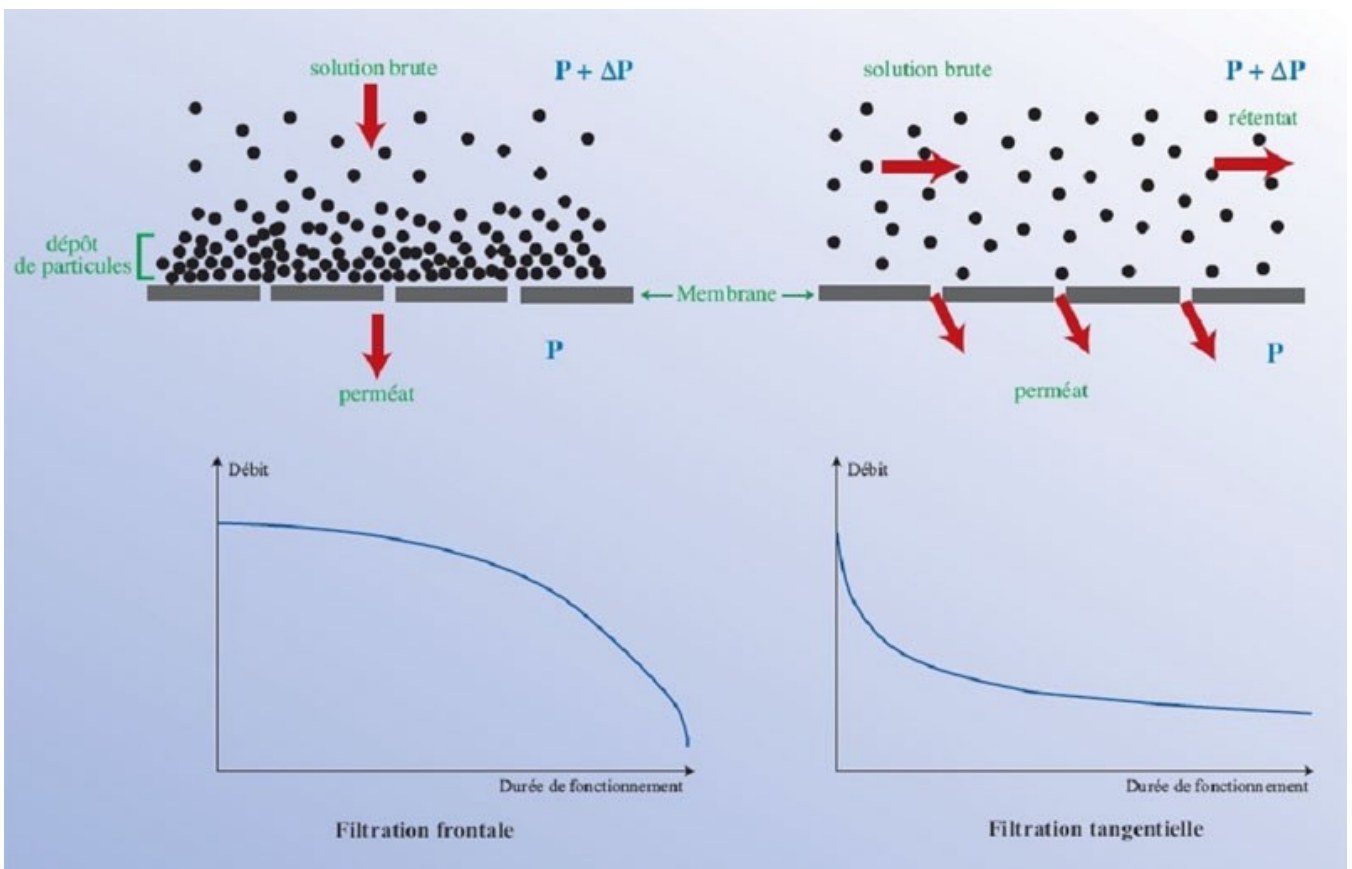 solution brute
P + ΔP
dépôt
de particules
P
perméat
Membrane
solution brute
P + ΔP
rétentat
P
perméat
Débit
Durée de fonctionnement
Filtration frontale
Débit
Durée de fonctionnement
Filtration tangentielle